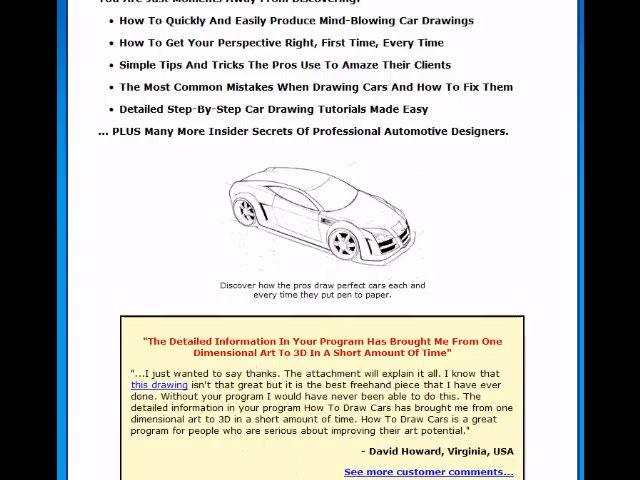 You Are Just Moments Away From Discovering:
• How To Quickly And Easily Produce Mind-Blowing Car Drawings
• How To Get Your Perspective Right, First Time, Every Time
• Simple Tips And Tricks The Pros Use To Amaze Their Clients
• The Most Common Mistakes When Drawing Cars And How To Fix Them
• Detailed Step-By-Step Car Drawing Tutorials Made Easy
... PLUS Many More Insider Secrets Of Professional Automotive Designers.
Discover how the pros draw perfect cars each and
every time they put pen to paper.
"The Detailed Information In Your Program Has Brought Me From One
Dimensional Art To 3D In A Short Amount Of Time"
"...I just wanted to say thanks. The attachment will explain it all. I know that
this drawing isn't that great but it is the best freehand piece that I have ever
done. Without your program I would have never been able to do this. The
detailed information in your program How To Draw Cars has brought me from one
dimensional art to 3D in a short amount of time. How To Draw Cars is a great
program for people who are serious about improving their art potential."
- David Howard, Virginia, USA
See more customer comments...